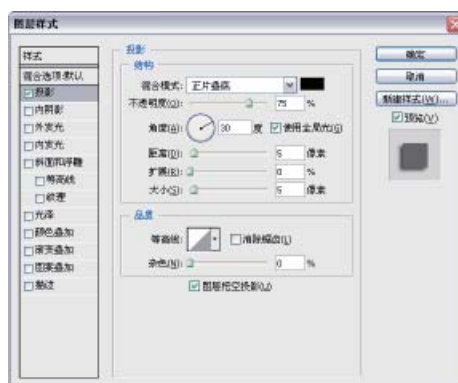 图层样式
样式
混合选项:默认
投影
内阴影
外发光
内发光
斜面和浮雕
等高线
纹理
光泽
颜色叠加
渐变叠加
图案叠加
描边
投影
结构
混合模式: 正片叠底
不透明度(O): 75 %
角度(A): 30 度 使用全局光(G)
距离(D): 5 像素
扩展(R): 0 %
大小(S): 5 像素
品质
等高线: 消除锯齿(L)
杂色(N): 0 %
图层挖空投影(U)
确定
取消
新建样式(W)...
预览(V)